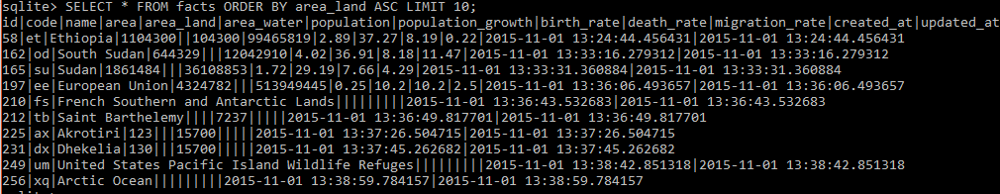 sqlite> SELECT * FROM facts ORDER BY area_land ASC LIMIT 10;
id|code|name|area|area_land|area_water|population|population_growth|birth_rate|death_rate|migration_rate|created_at|updated_at
58|et|Ethiopia|1104300||104300|99465819|2.89|37.27|8.19|0.22|2015-11-01 13:24:44.456431|2015-11-01 13:24:44.456431
162|od|South Sudan|644329|||12042910|4.02|36.91|8.18|11.47|2015-11-01 13:33:16.279312|2015-11-01 13:33:16.279312
165|su|Sudan|1861484|||36108853|1.72|29.19|7.66|4.29|2015-11-01 13:33:31.360884|2015-11-01 13:33:31.360884
197|ee|European Union|4324782|||513949445|0.25|10.2|10.2|2.5|2015-11-01 13:36:06.493657|2015-11-01 13:36:06.493657
210|fs|French Southern and Antarctic Lands|||||||||2015-11-01 13:36:43.532683|2015-11-01 13:36:43.532683
212|tb|Saint Barthelemy||||7237|||||2015-11-01 13:36:49.817701|2015-11-01 13:36:49.817701
225|ax|Akrotiri|123|||15700|||||2015-11-01 13:37:26.504715|2015-11-01 13:37:26.504715
231|dx|Dhekelia|130|||15700|||||2015-11-01 13:37:45.262682|2015-11-01 13:37:45.262682
249|um|United States Pacific Island Wildlife Refuges|||||||||2015-11-01 13:38:42.851318|2015-11-01 13:38:42.851318
256|xq|Arctic Ocean|||||||||2015-11-01 13:38:59.784157|2015-11-01 13:38:59.784157